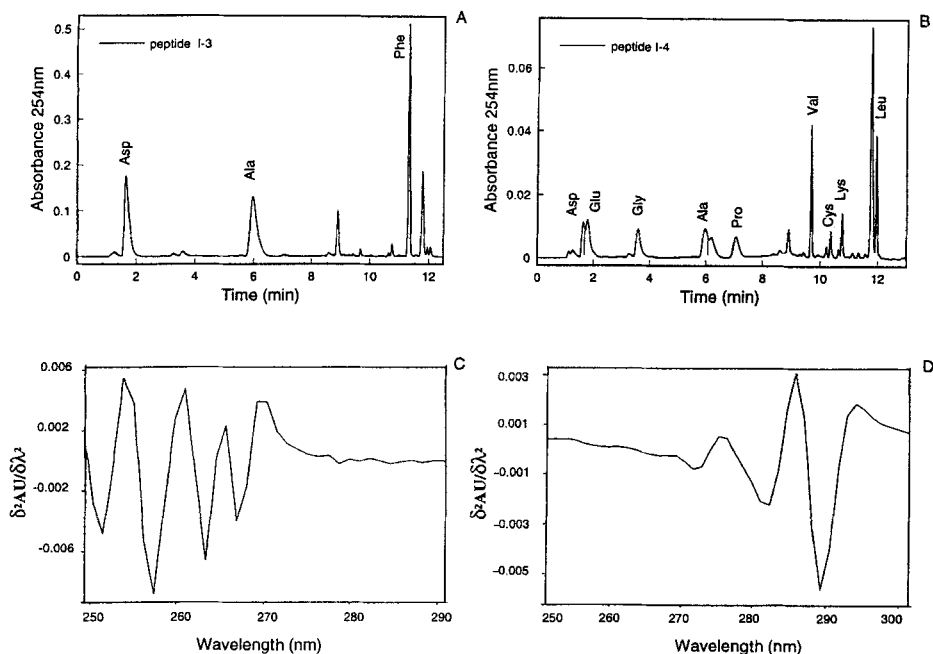 A
peptide I-3
Phe
Asp
Ala
Absorbance 254nm
0.5
0.4
0.3
0.2
0.1
0
0 2 4 6 8 10 12
Time (min)
B
peptide I-4
Val
Leu
Lys
Cys
Asp
Glu
Gly
Ala
Pro
Absorbance 254nm
0.06
0.04
0.02
0
0 2 4 6 8 10 12
Time (min)
C
δ²AU/δλ²
0.006
0.002
-0.002
-0.006
250 260 270 280 290
Wavelength (nm)
D
δ²AU/δλ²
0.003
0.001
-0.001
-0.003
-0.005
250 260 270 280 290 300
Wavelength (nm)